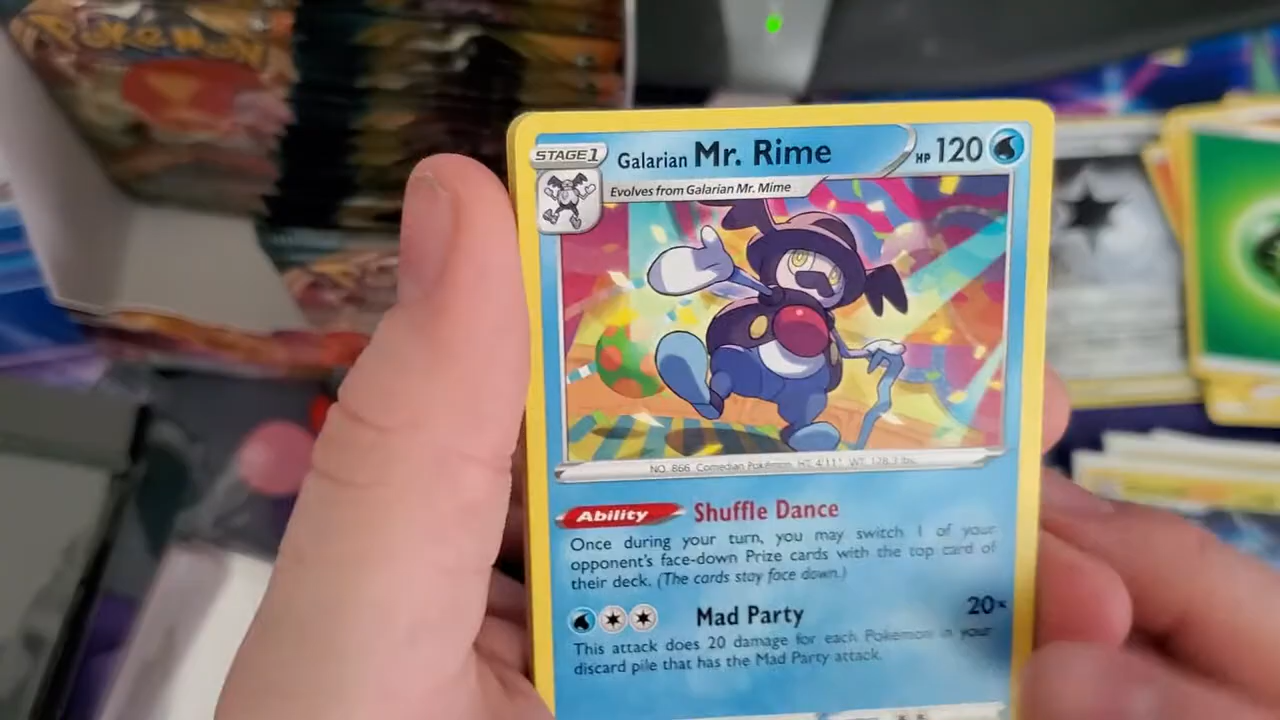 Pokémon
STAGE 1
Galarian Mr. Rime
HP 120
Evolves from Galarian Mr. Mime
NO. 866 Comedian Pokémon HT: 4'11" WT: 128.3 lbs.
Ability Shuffle Dance
Once during your turn, you may switch 1 of your
opponent's face-down Prize cards with the top card of
their deck. (The cards stay face down.)
Mad Party 20×
This attack does 20 damage for each Pokémon in your
discard pile that has the Mad Party attack.